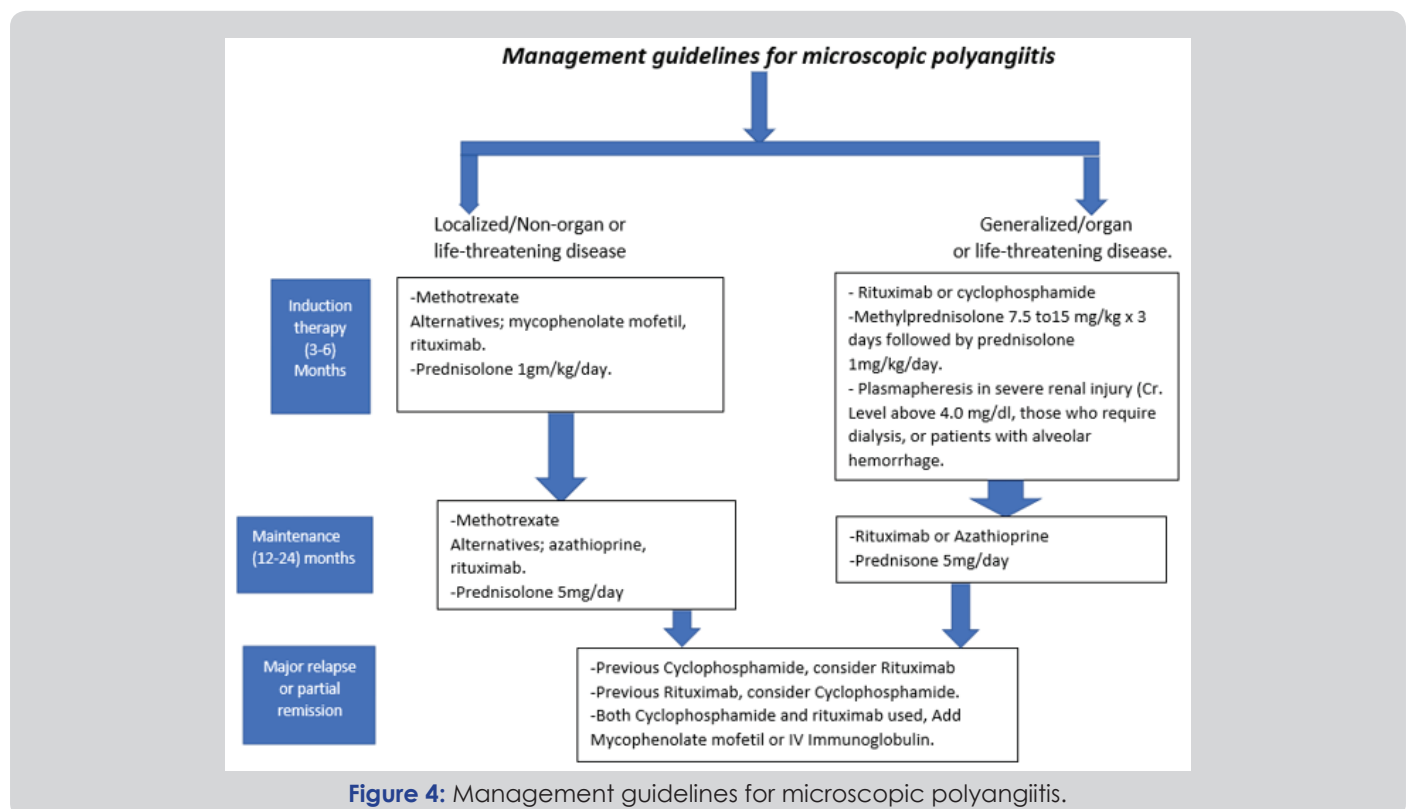 Management guidelines for microscopic polyangiitis
Localized/Non-organ or
life-threatening disease
Generalized/organ
or life-threatening disease.
Induction
therapy
(3-6)
Months
-Methotrexate
Alternatives; mycophenolate mofetil,
rituximab.
-Prednisolone 1gm/kg/day.
- Rituximab or cyclophosphamide
-Methylprednisolone 7.5 to15 mg/kg x 3
days followed by prednisolone
1mg/kg/day.
- Plasmapheresis in severe renal injury (Cr.
Level above 4.0 mg/dl, those who require
dialysis, or patients with alveolar
hemorrhage.
Maintenance
(12-24) months
-Methotrexate
Alternatives; azathioprine,
rituximab.
-Prednisolone 5mg/day
-Rituximab or Azathioprine
-Prednisone 5mg/day
Major relapse
or partial
remission
-Previous Cyclophosphamide, consider Rituximab
-Previous Rituximab, consider Cyclophosphamide.
-Both Cyclophosphamide and rituximab used, Add
Mycophenolate mofetil or IV Immunoglobulin.
Figure 4: Management guidelines for microscopic polyangiitis.